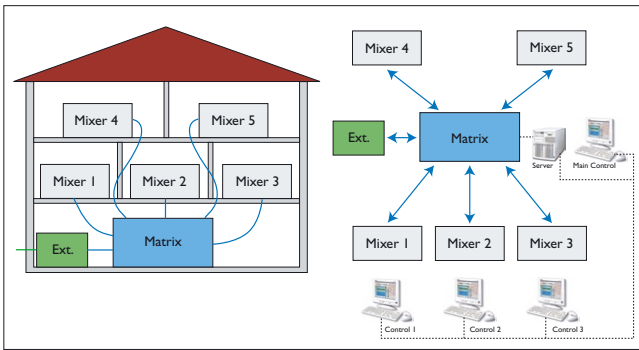 Mixer 4
Mixer 5
Mixer 1
Mixer 2
Mixer 3
Matrix
Ext.
Mixer 4
Mixer 5
Ext.
Matrix
Server
Main Control
Mixer 1
Mixer 2
Mixer 3
Control 1
Control 2
Control 3